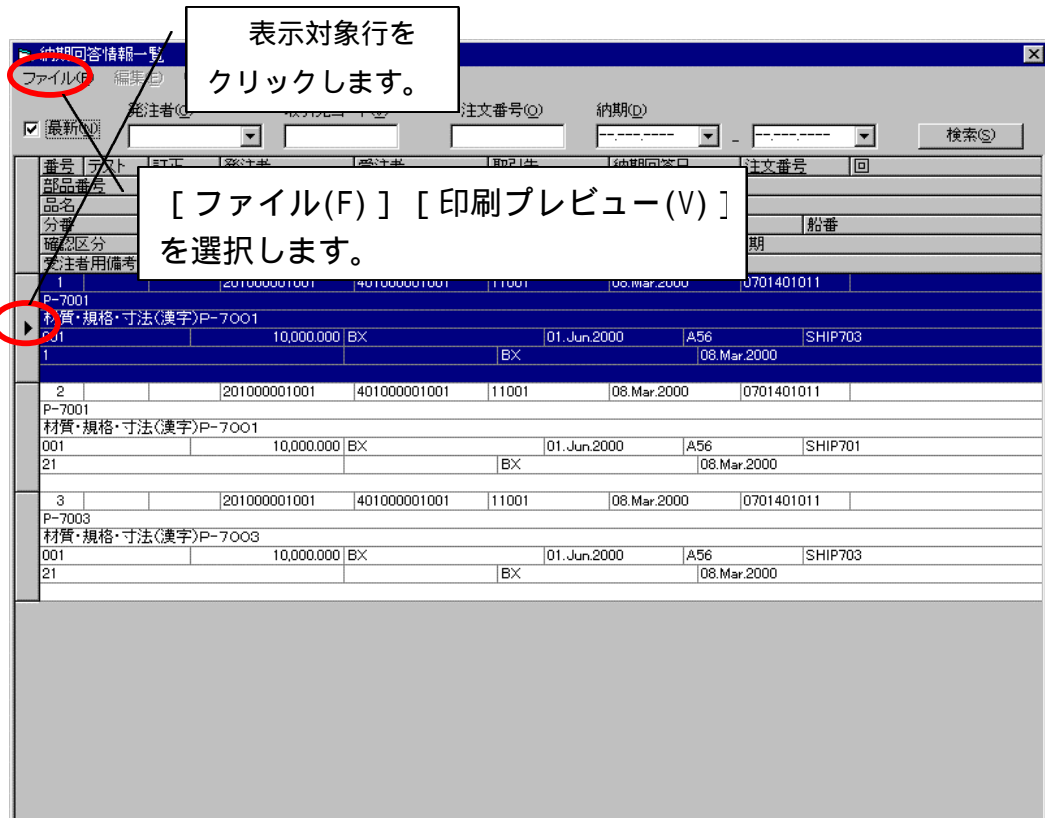 表示対象行を
クリックします。
納期回答情報一覧
ファイル(F) 編集(E)
発注者(O) 注文番号(O) 納期(D)
最新(N) --.---.---- - --.---.---- 検索(S)
番号 テスト 訂正 発注者 受注者 取引先 納期回答日 注文番号 回
部品番号
品名
分番 船番
確認区分 期
受注者用備考
[ファイル(F)] [印刷プレビュー(V)]
を選択します。
1 201000001001 401000001001 11001 08.Mar.2000 0701401011
P-7001
材質・規格・寸法(漢字)P-7001
001 10,000.000 BX 01.Jun.2000 A56 SHIP703
1 BX 08.Mar.2000
2 201000001001 401000001001 11001 08.Mar.2000 0701401011
P-7001
材質・規格・寸法(漢字)P-7001
001 10,000.000 BX 01.Jun.2000 A56 SHIP701
21 BX 08.Mar.2000
3 201000001001 401000001001 11001 08.Mar.2000 0701401011
P-7003
材質・規格・寸法(漢字)P-7003
001 10,000.000 BX 01.Jun.2000 A56 SHIP703
21 BX 08.Mar.2000